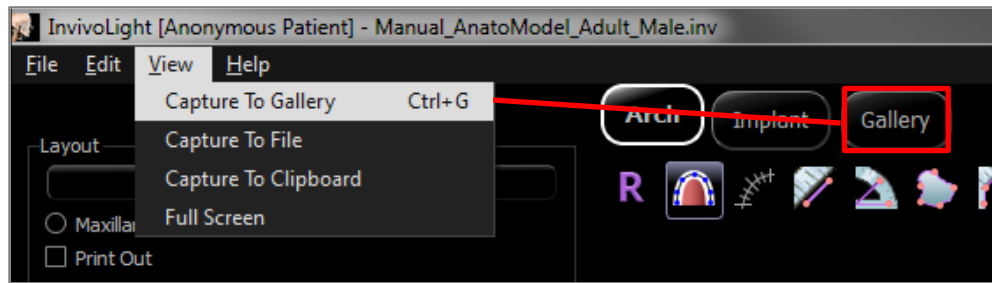 InvivoLight [Anonymous Patient] - Manual_AnatoModel_Adult_Male.inv
File Edit View Help
Capture To Gallery Ctrl+G
Capture To File
Capture To Clipboard
Full Screen
Arch Implant Gallery
R
Layout
Maxillar
Print Out